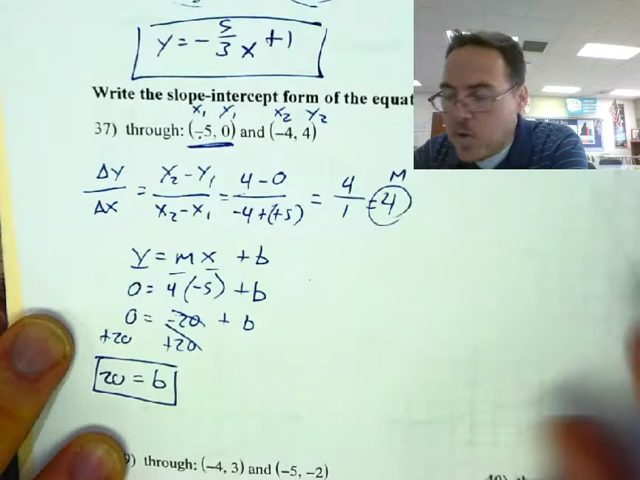 y = - 5/3 x + 1
Write the slope-intercept form of the equat
x₁ y₁ x₂ y₂
37) through: (−5, 0) and (−4, 4)
Δy/Δx = x₂ - y₁/x₂ - x₁ = 4 - 0/-4 + (+5) = 4/1 = 4
M
y = m x + b
0 = 4 (-5) + b
0 = -20 + b
+20 +20
20 = b
9) through: (−4, 3) and (−5, −2)